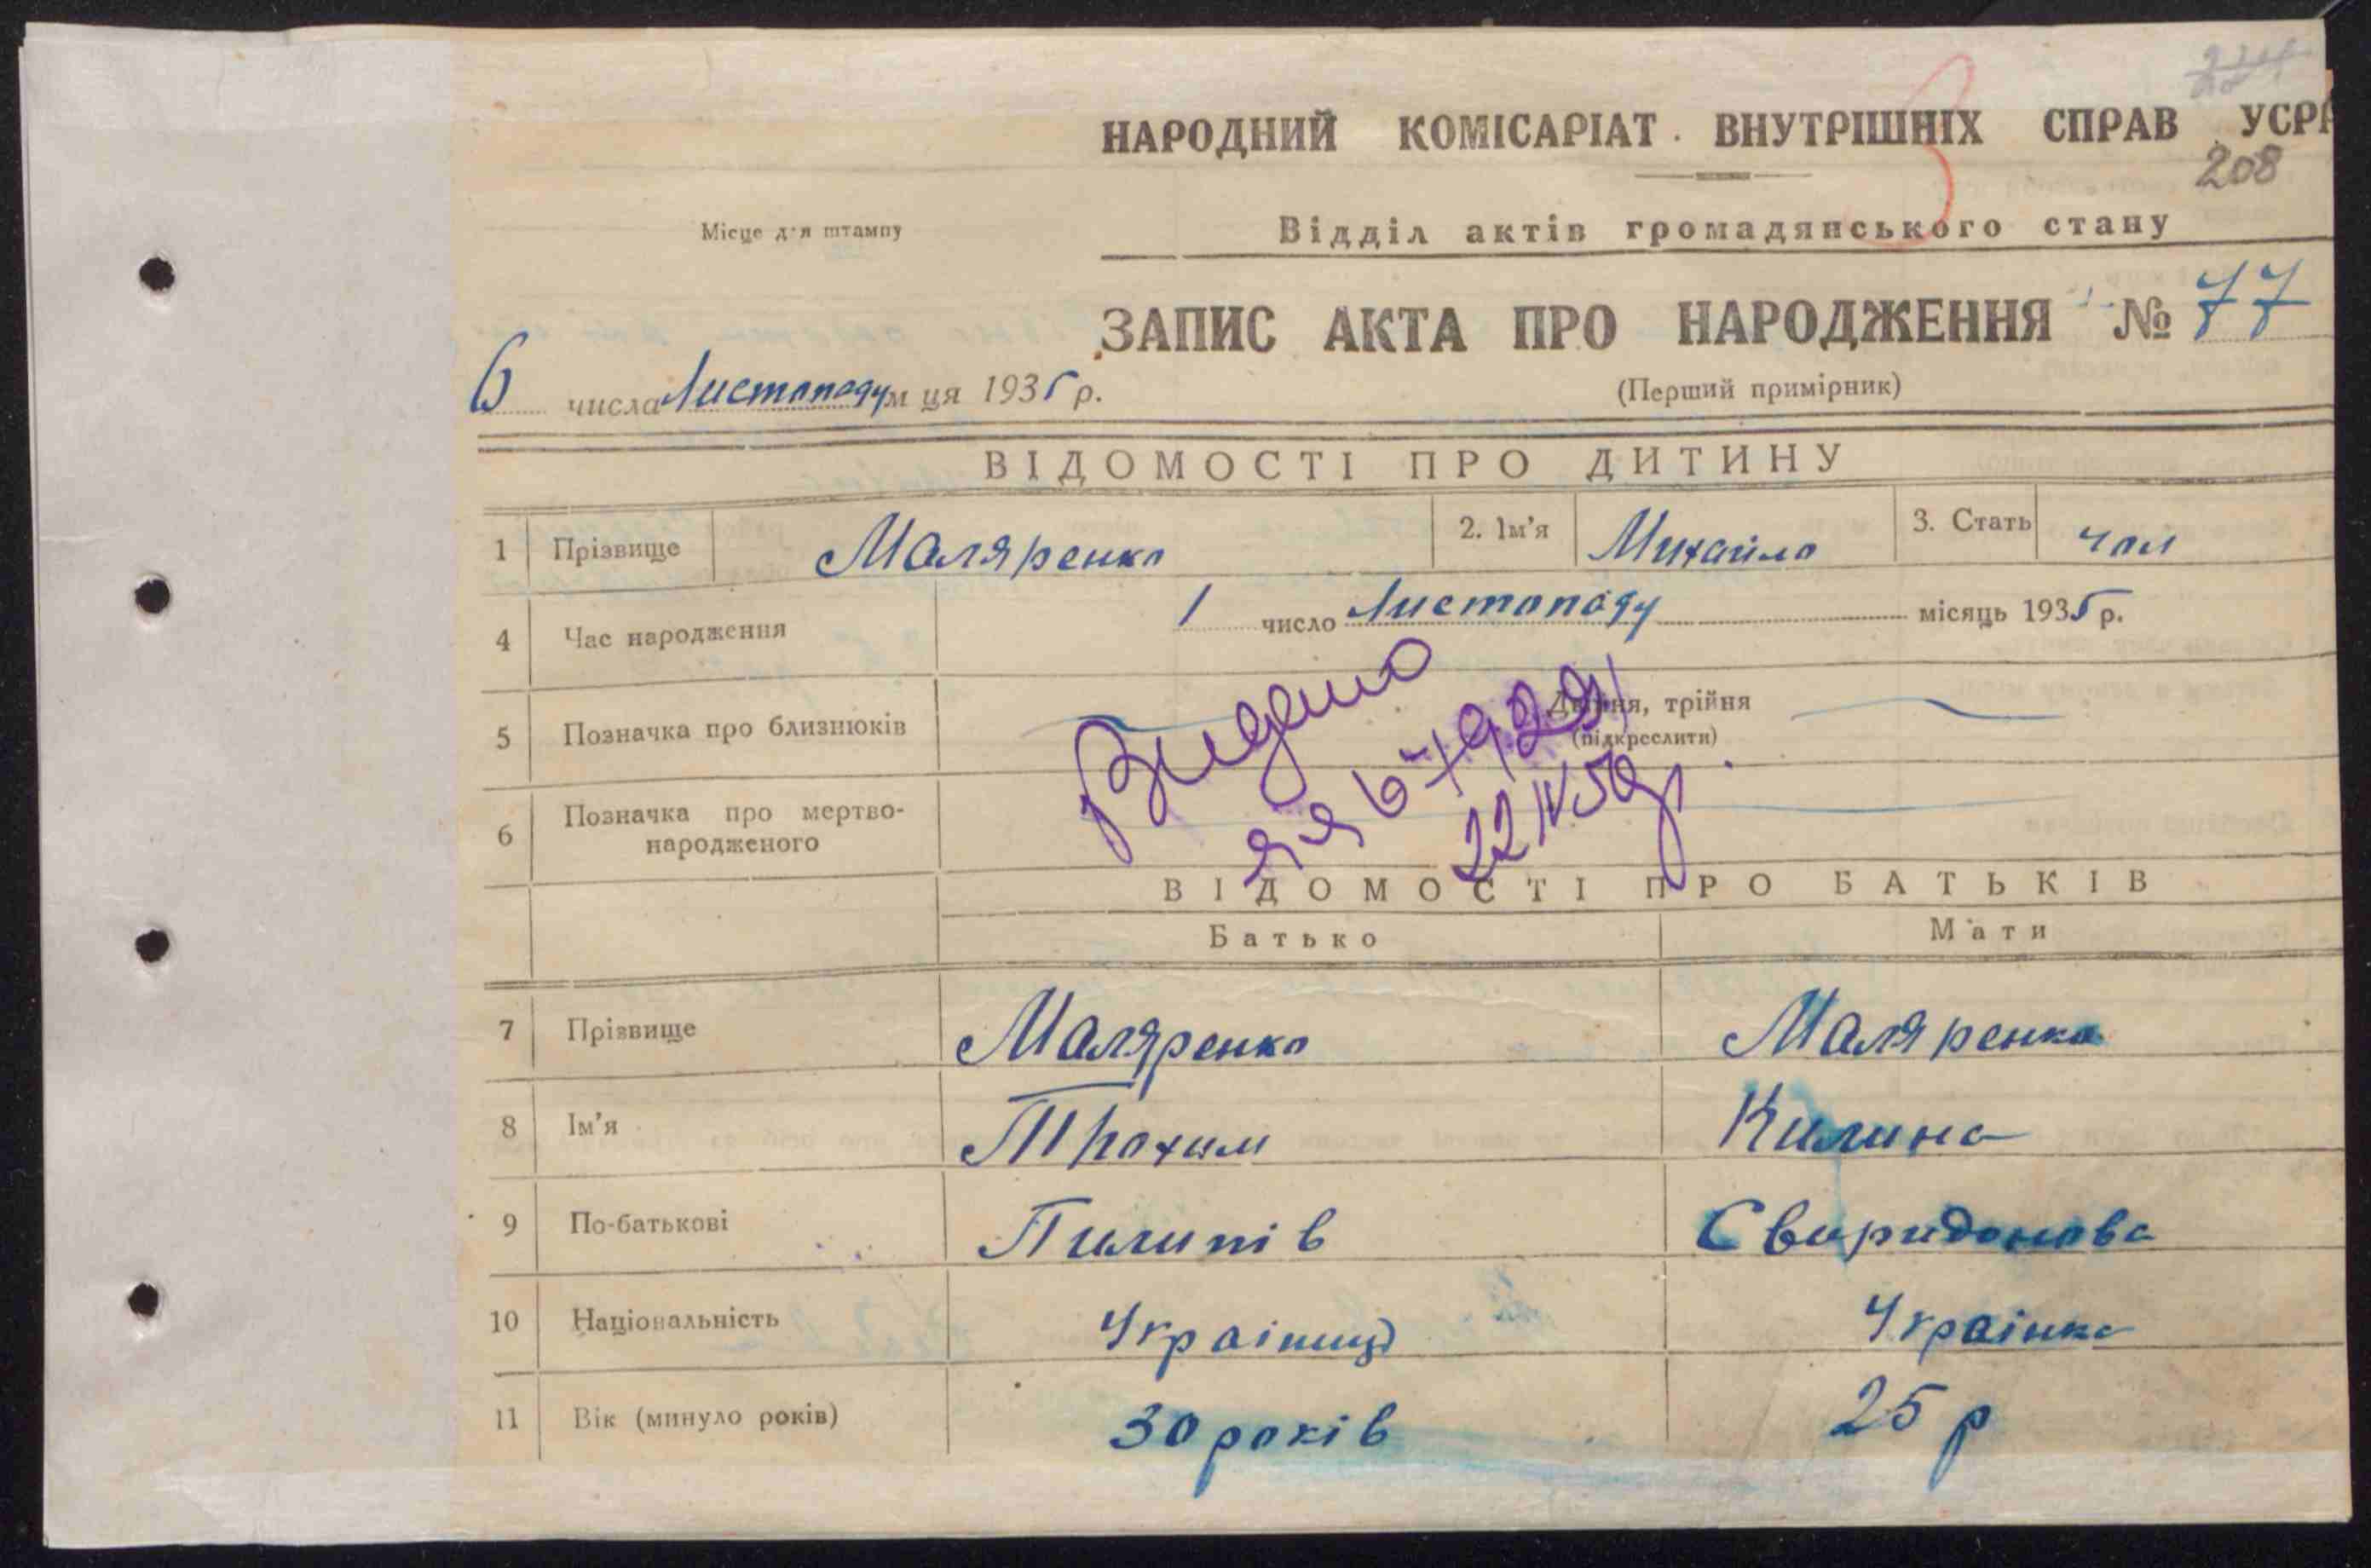 НАРОДНИЙ КОМІСАРІАТ ВНУТРІШНІХ СПРАВ УСРР
208
Місце для штампу
Відділ актів громадянського стану
ЗАПИС АКТА ПРО НАРОДЖЕННЯ № 77
6 числа Листопаду м ця 1935 р.
(Перший примірник)
ВІДОМОСТІ ПРО ДИТИНУ
1 Прізвище Маляренко 2. Ім'я Михайло 3. Стать чол
4 Час народження 1 число Листопаду місяць 1935 р.
5 Позначка про близнюків Двійня, трійня
(підкреслити)
Видано
22 IV 59р.
6 Позначка про мертво-
народженого
ВІДОМОСТІ ПРО БАТЬКІВ
Батько Мати
7 Прізвище Маляренко Маляренко
8 Ім'я Трохим Килина
9 По-батькові Пилипів Свиридонова
10 Національність Українець Українка
11 Вік (минуло років) 30 років 25 р